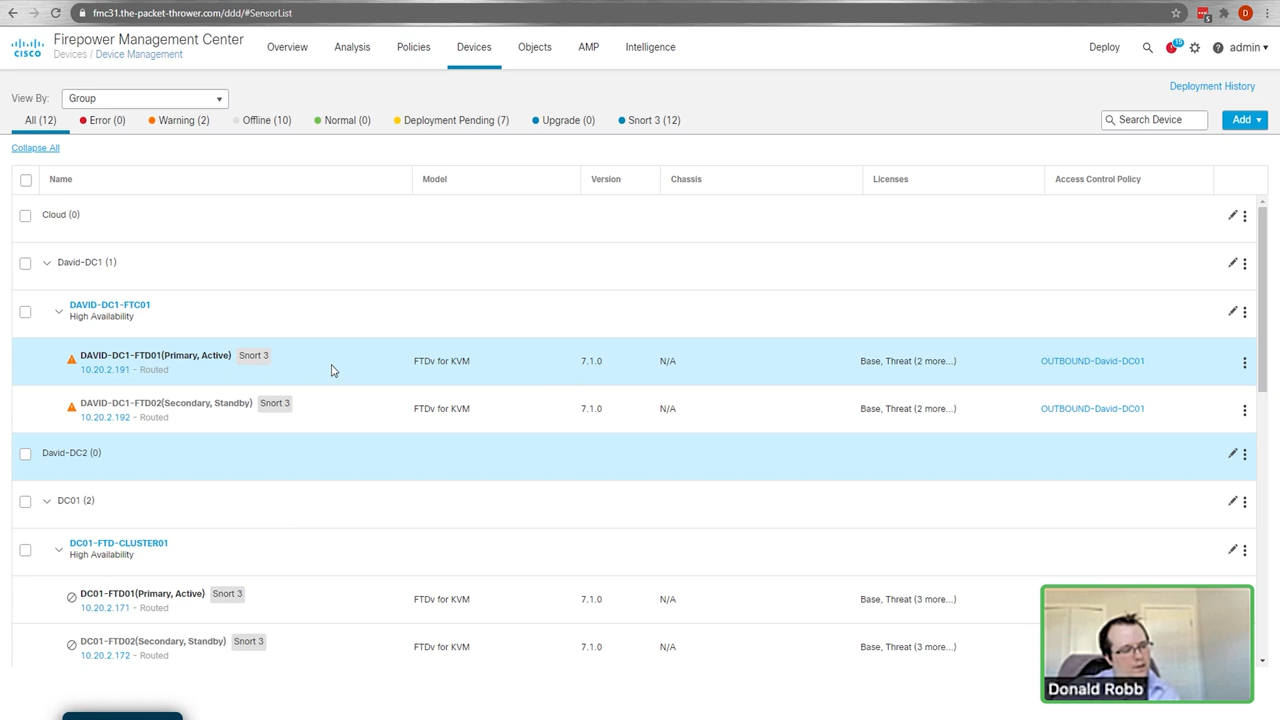 fmc31.the-packet-thrower.com/ddd/#SensorList
5
D
cisco
Firepower Management Center
Devices / Device Management
Overview
Analysis
Policies
Devices
Objects
AMP
Intelligence
Deploy
15
admin
Deployment History
View By:
Group
All (12)
Error (0)
Warning (2)
Offline (10)
Normal (0)
Deployment Pending (7)
Upgrade (0)
Snort 3 (12)
Search Device
Add
Collapse All
Name
Model
Version
Chassis
Licenses
Access Control Policy
Cloud (0)
David-DC1 (1)
DAVID-DC1-FTC01
High Availability
DAVID-DC1-FTD01(Primary, Active) Snort 3
10.20.2.191 - Routed
FTDv for KVM
7.1.0
N/A
Base, Threat (2 more...)
OUTBOUND-David-DC01
DAVID-DC1-FTD02(Secondary, Standby) Snort 3
10.20.2.192 - Routed
FTDv for KVM
7.1.0
N/A
Base, Threat (2 more...)
OUTBOUND-David-DC01
David-DC2 (0)
DC01 (2)
DC01-FTD-CLUSTER01
High Availability
DC01-FTD01(Primary, Active) Snort 3
10.20.2.171 - Routed
FTDv for KVM
7.1.0
N/A
Base, Threat (3 more...)
DC01-FTD02(Secondary, Standby) Snort 3
10.20.2.172 - Routed
FTDv for KVM
7.1.0
N/A
Base, Threat (3 more...)
Donald Robb